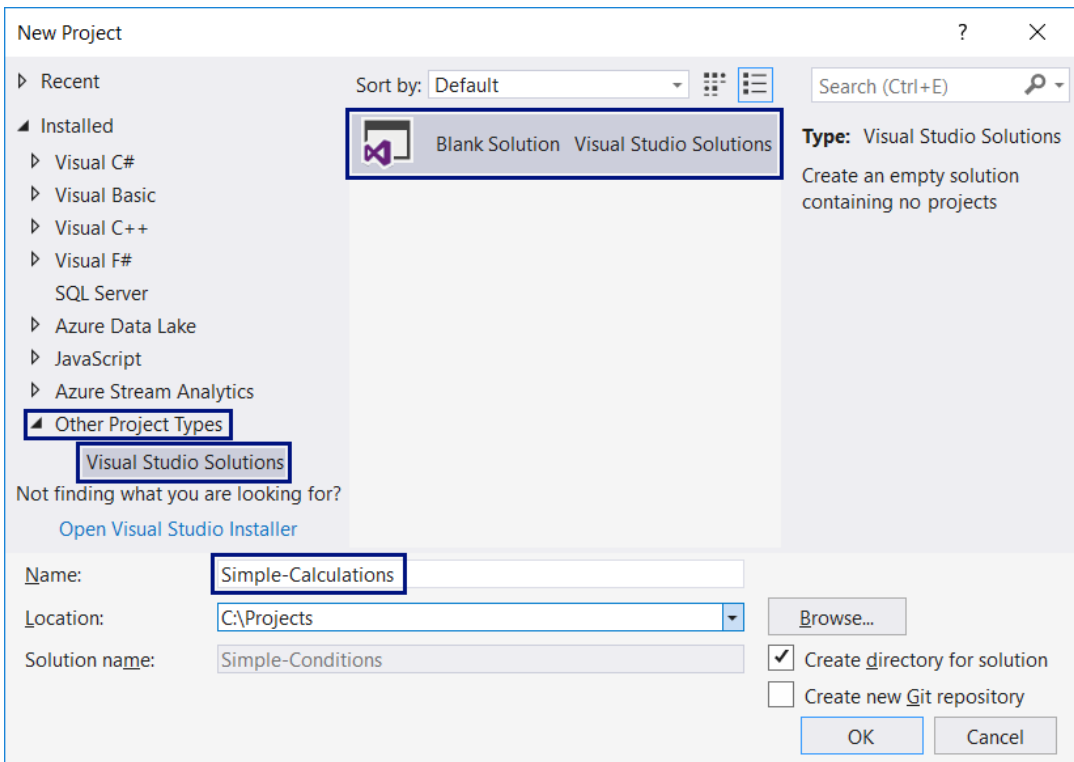 New Project
?
Recent
Installed
Visual C#
Visual Basic
Visual C++
Visual F#
SQL Server
Azure Data Lake
JavaScript
Azure Stream Analytics
Other Project Types
Visual Studio Solutions
Not finding what you are looking for?
Open Visual Studio Installer
Sort by: Default
Blank Solution Visual Studio Solutions
Search (Ctrl+E)
Type: Visual Studio Solutions
Create an empty solution
containing no projects
Name: Simple-Calculations
Location: C:\Projects
Browse...
Solution name: Simple-Conditions
Create directory for solution
Create new Git repository
OK
Cancel